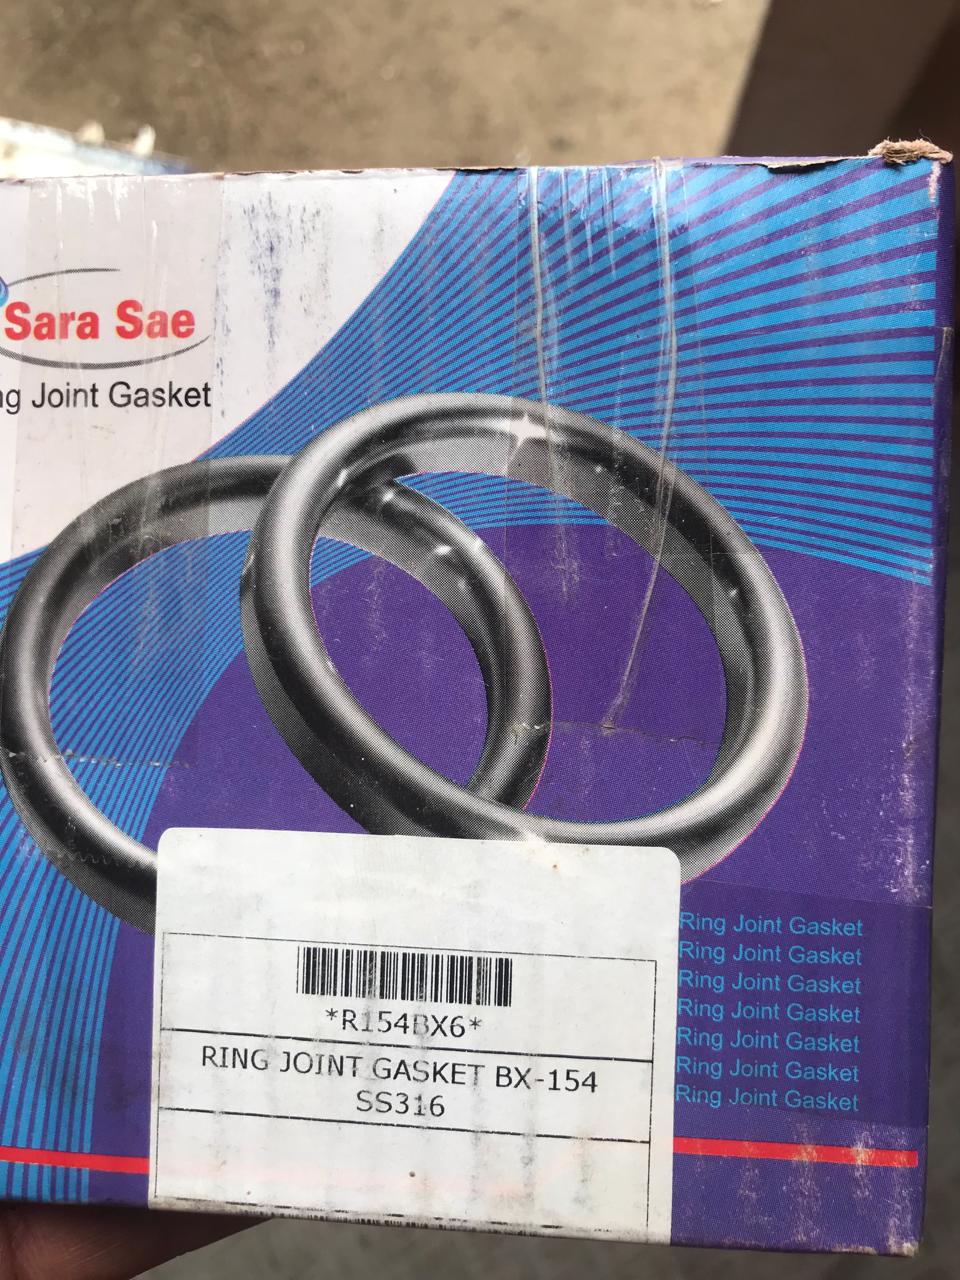 Sara Sae
ng Joint Gasket
*R154BX6*
RING JOINT GASKET BX-154
SS316
Ring Joint Gasket
Ring Joint Gasket
Ring Joint Gasket
Ring Joint Gasket
Ring Joint Gasket
Ring Joint Gasket
Ring Joint Gasket